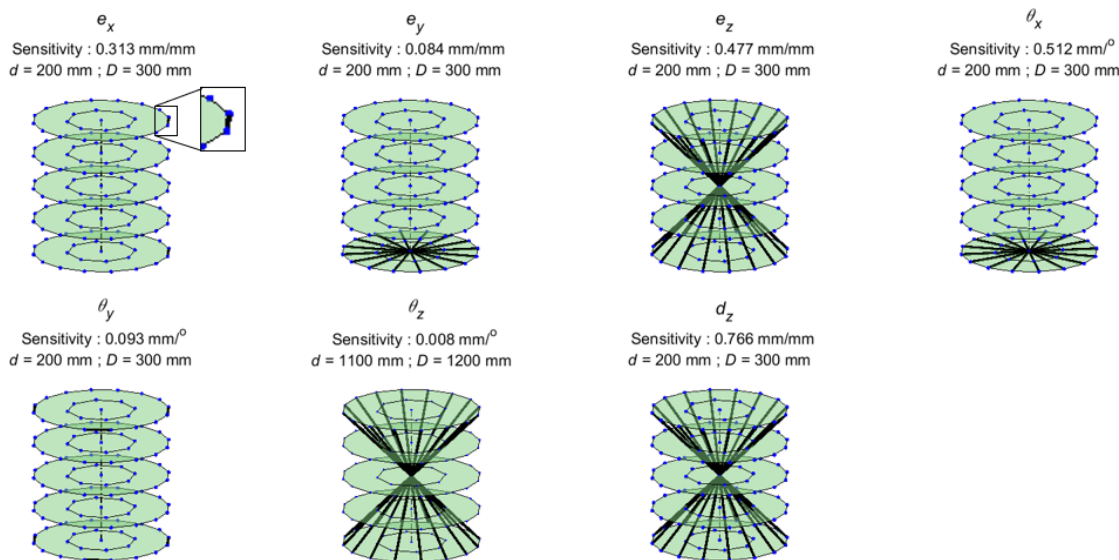 e_x
Sensitivity : 0.313 mm/mm
d = 200 mm ; D = 300 mm
e_y
Sensitivity : 0.084 mm/mm
d = 200 mm ; D = 300 mm
e_z
Sensitivity : 0.477 mm/mm
d = 200 mm ; D = 300 mm
θ_x
Sensitivity : 0.512 mm/°
d = 200 mm ; D = 300 mm
θ_y
Sensitivity : 0.093 mm/°
d = 200 mm ; D = 300 mm
θ_z
Sensitivity : 0.008 mm/°
d = 1100 mm ; D = 1200 mm
d_z
Sensitivity : 0.766 mm/mm
d = 200 mm ; D = 300 mm